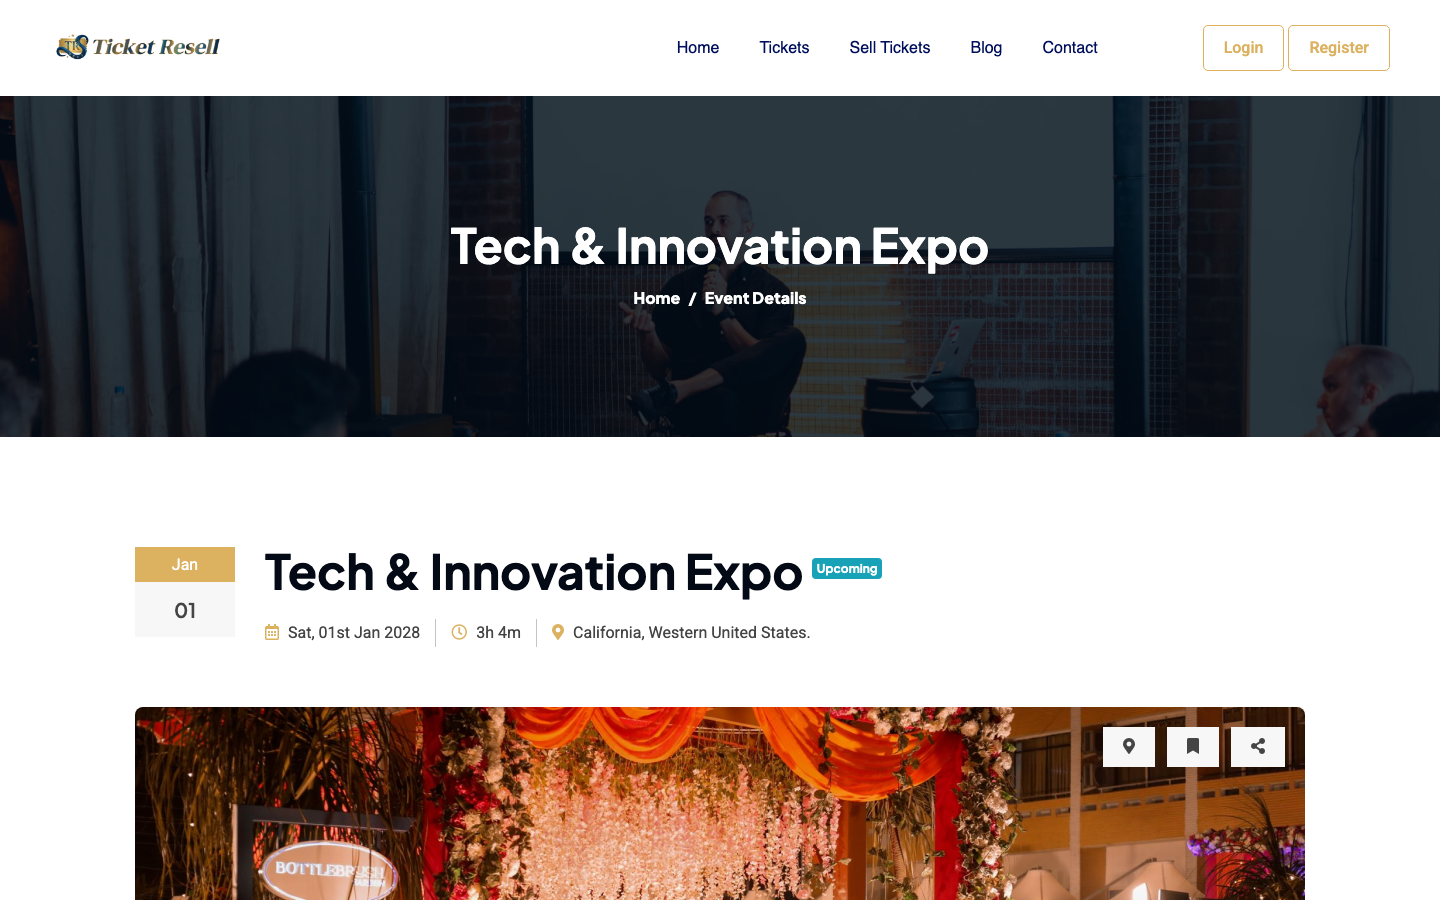 Ticket Resell
Home
Tickets
Sell Tickets
Blog
Contact
Login
Register
Tech & Innovation Expo
Home / Event Details
Jan
01
Tech & Innovation Expo
Upcoming
Sat, 01st Jan 2028
3h 4m
California, Western United States.
BOTTLEBRUSH